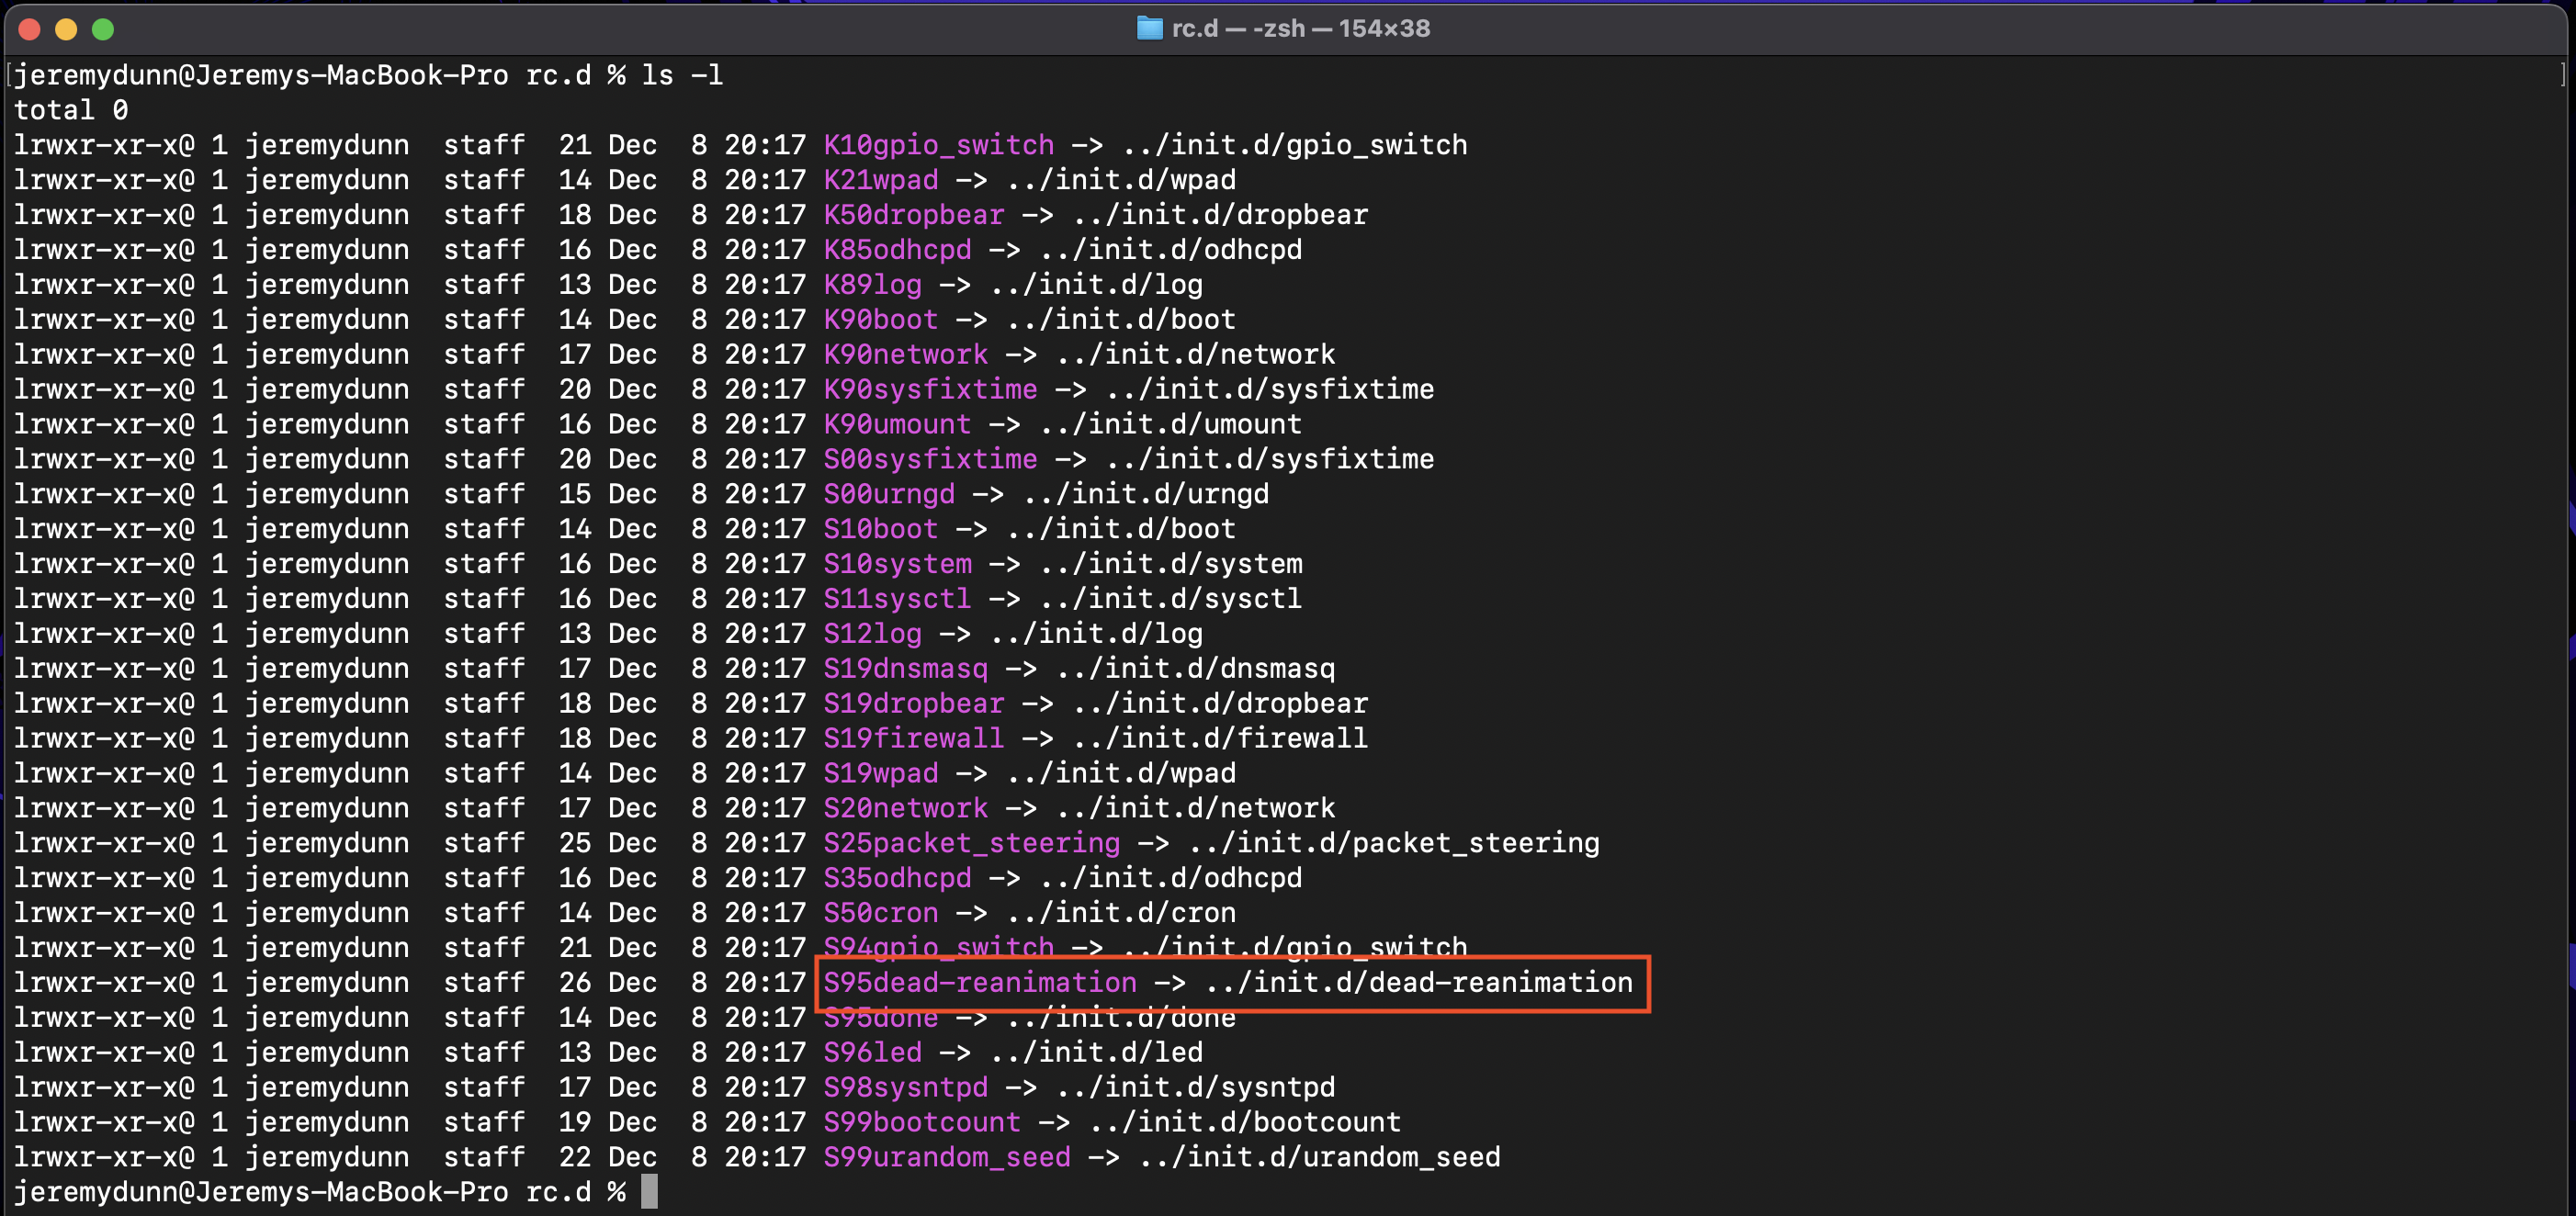 rc.d — -zsh — 154×38
[jeremydunn@Jeremys-MacBook-Pro rc.d % ls -l ]
total 0
lrwxr-xr-x@ 1 jeremydunn  staff  21 Dec  8 20:17 K10gpio_switch -> ../init.d/gpio_switch
lrwxr-xr-x@ 1 jeremydunn  staff  14 Dec  8 20:17 K21wpad -> ../init.d/wpad
lrwxr-xr-x@ 1 jeremydunn  staff  18 Dec  8 20:17 K50dropbear -> ../init.d/dropbear
lrwxr-xr-x@ 1 jeremydunn  staff  16 Dec  8 20:17 K85odhcpd -> ../init.d/odhcpd
lrwxr-xr-x@ 1 jeremydunn  staff  13 Dec  8 20:17 K89log -> ../init.d/log
lrwxr-xr-x@ 1 jeremydunn  staff  14 Dec  8 20:17 K90boot -> ../init.d/boot
lrwxr-xr-x@ 1 jeremydunn  staff  17 Dec  8 20:17 K90network -> ../init.d/network
lrwxr-xr-x@ 1 jeremydunn  staff  20 Dec  8 20:17 K90sysfixtime -> ../init.d/sysfixtime
lrwxr-xr-x@ 1 jeremydunn  staff  16 Dec  8 20:17 K90umount -> ../init.d/umount
lrwxr-xr-x@ 1 jeremydunn  staff  20 Dec  8 20:17 S00sysfixtime -> ../init.d/sysfixtime
lrwxr-xr-x@ 1 jeremydunn  staff  15 Dec  8 20:17 S00urngd -> ../init.d/urngd
lrwxr-xr-x@ 1 jeremydunn  staff  14 Dec  8 20:17 S10boot -> ../init.d/boot
lrwxr-xr-x@ 1 jeremydunn  staff  16 Dec  8 20:17 S10system -> ../init.d/system
lrwxr-xr-x@ 1 jeremydunn  staff  16 Dec  8 20:17 S11sysctl -> ../init.d/sysctl
lrwxr-xr-x@ 1 jeremydunn  staff  13 Dec  8 20:17 S12log -> ../init.d/log
lrwxr-xr-x@ 1 jeremydunn  staff  17 Dec  8 20:17 S19dnsmasq -> ../init.d/dnsmasq
lrwxr-xr-x@ 1 jeremydunn  staff  18 Dec  8 20:17 S19dropbear -> ../init.d/dropbear
lrwxr-xr-x@ 1 jeremydunn  staff  18 Dec  8 20:17 S19firewall -> ../init.d/firewall
lrwxr-xr-x@ 1 jeremydunn  staff  14 Dec  8 20:17 S19wpad -> ../init.d/wpad
lrwxr-xr-x@ 1 jeremydunn  staff  17 Dec  8 20:17 S20network -> ../init.d/network
lrwxr-xr-x@ 1 jeremydunn  staff  25 Dec  8 20:17 S25packet_steering -> ../init.d/packet_steering
lrwxr-xr-x@ 1 jeremydunn  staff  16 Dec  8 20:17 S35odhcpd -> ../init.d/odhcpd
lrwxr-xr-x@ 1 jeremydunn  staff  14 Dec  8 20:17 S50cron -> ../init.d/cron
lrwxr-xr-x@ 1 jeremydunn  staff  21 Dec  8 20:17 S94gpio_switch -> ../init.d/gpio_switch
lrwxr-xr-x@ 1 jeremydunn  staff  26 Dec  8 20:17 S95dead-reanimation -> ../init.d/dead-reanimation
lrwxr-xr-x@ 1 jeremydunn  staff  14 Dec  8 20:17 S95done -> ../init.d/done
lrwxr-xr-x@ 1 jeremydunn  staff  13 Dec  8 20:17 S96led -> ../init.d/led
lrwxr-xr-x@ 1 jeremydunn  staff  17 Dec  8 20:17 S98sysntpd -> ../init.d/sysntpd
lrwxr-xr-x@ 1 jeremydunn  staff  19 Dec  8 20:17 S99bootcount -> ../init.d/bootcount
lrwxr-xr-x@ 1 jeremydunn  staff  22 Dec  8 20:17 S99urandom_seed -> ../init.d/urandom_seed
jeremydunn@Jeremys-MacBook-Pro rc.d %